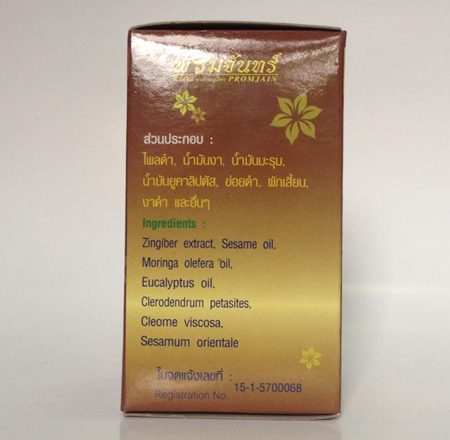 พรหมจันทร์
PROMJAIN
ส่วนประกอบ :
ไพลดำ, น้ำมันงา, น้ำมันมะรุม,
น้ำมันยูคาลิปตัส, ข่อยดำ, ผักเสี้ยน,
งาดำ และอื่นๆ
Ingredients :
Zingiber extract, Sesame oil,
Moringa olefera oil,
Eucalyptus oil,
Clerodendrum petasites,
Cleome viscosa,
Sesamum orientale
ใบจดแจ้งเลขที่ :
Registration No. 15-1-5700068